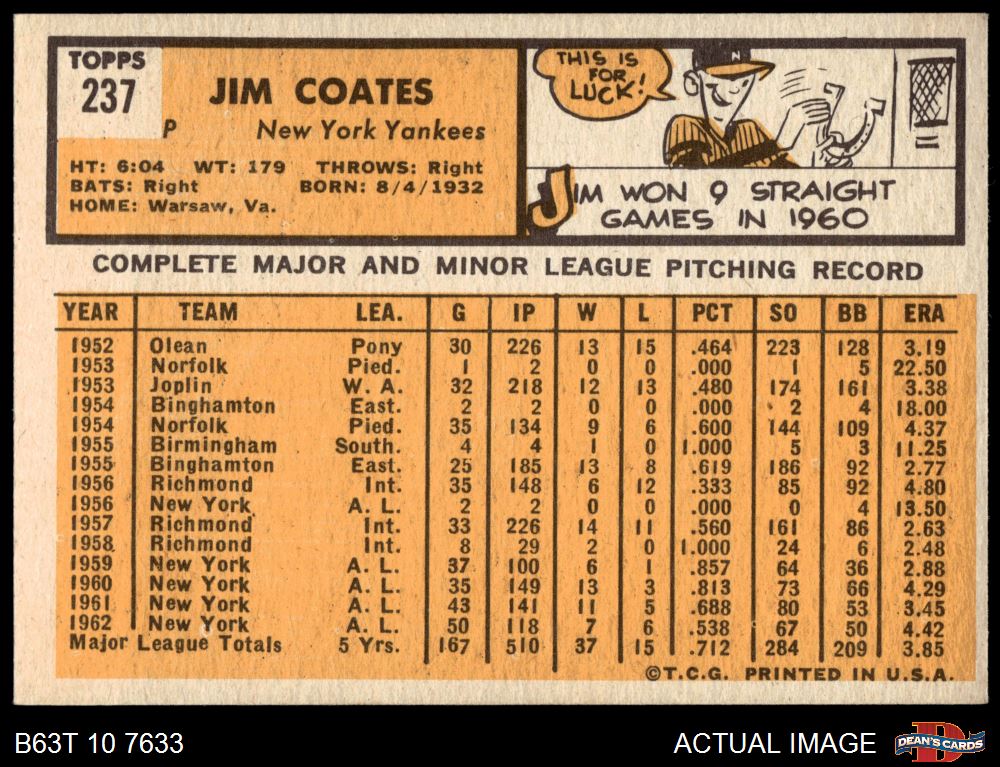 TOPPS
237
JIM COATES
P New York Yankees
HT: 6:04 WT: 179 THROWS: Right
BATS: Right BORN: 8/4/1932
HOME: Warsaw, Va.
THIS IS
FOR
LUCK!
N
JIM WON 9 STRAIGHT
GAMES IN 1960
COMPLETE MAJOR AND MINOR LEAGUE PITCHING RECORD
YEAR TEAM LEA. G IP W L PCT SO BB ERA
1952 Olean Pony 30 226 13 15 .464 223 128 3.19
1953 Norfolk Pied. 1 2 0 0 .000 1 5 22.50
1953 Joplin W. A. 32 218 12 13 .480 174 161 3.38
1954 Binghamton East. 2 2 0 0 .000 2 4 18.00
1954 Norfolk Pied. 35 134 9 6 .600 144 109 4.37
1955 Birmingham South. 4 4 1 0 1.000 5 3 11.25
1955 Binghamton East. 25 185 13 8 .619 186 92 2.77
1956 Richmond Int. 35 148 6 12 .333 85 92 4.80
1956 New York A. L. 2 2 0 0 .000 0 4 13.50
1957 Richmond Int. 33 226 14 11 .560 161 86 2.63
1958 Richmond Int. 8 29 2 0 1.000 24 6 2.48
1959 New York A. L. 37 100 6 1 .857 64 36 2.88
1960 New York A. L. 35 149 13 3 .813 73 66 4.29
1961 New York A. L. 43 141 11 5 .688 80 53 3.45
1962 New York A. L. 50 118 7 6 .538 67 50 4.42
Major League Totals 5 Yrs. 167 510 37 15 .712 284 209 3.85
©T.C.G. PRINTED IN U.S.A.
B63T 10 7633
ACTUAL IMAGE
D
DEAN'S CARDS